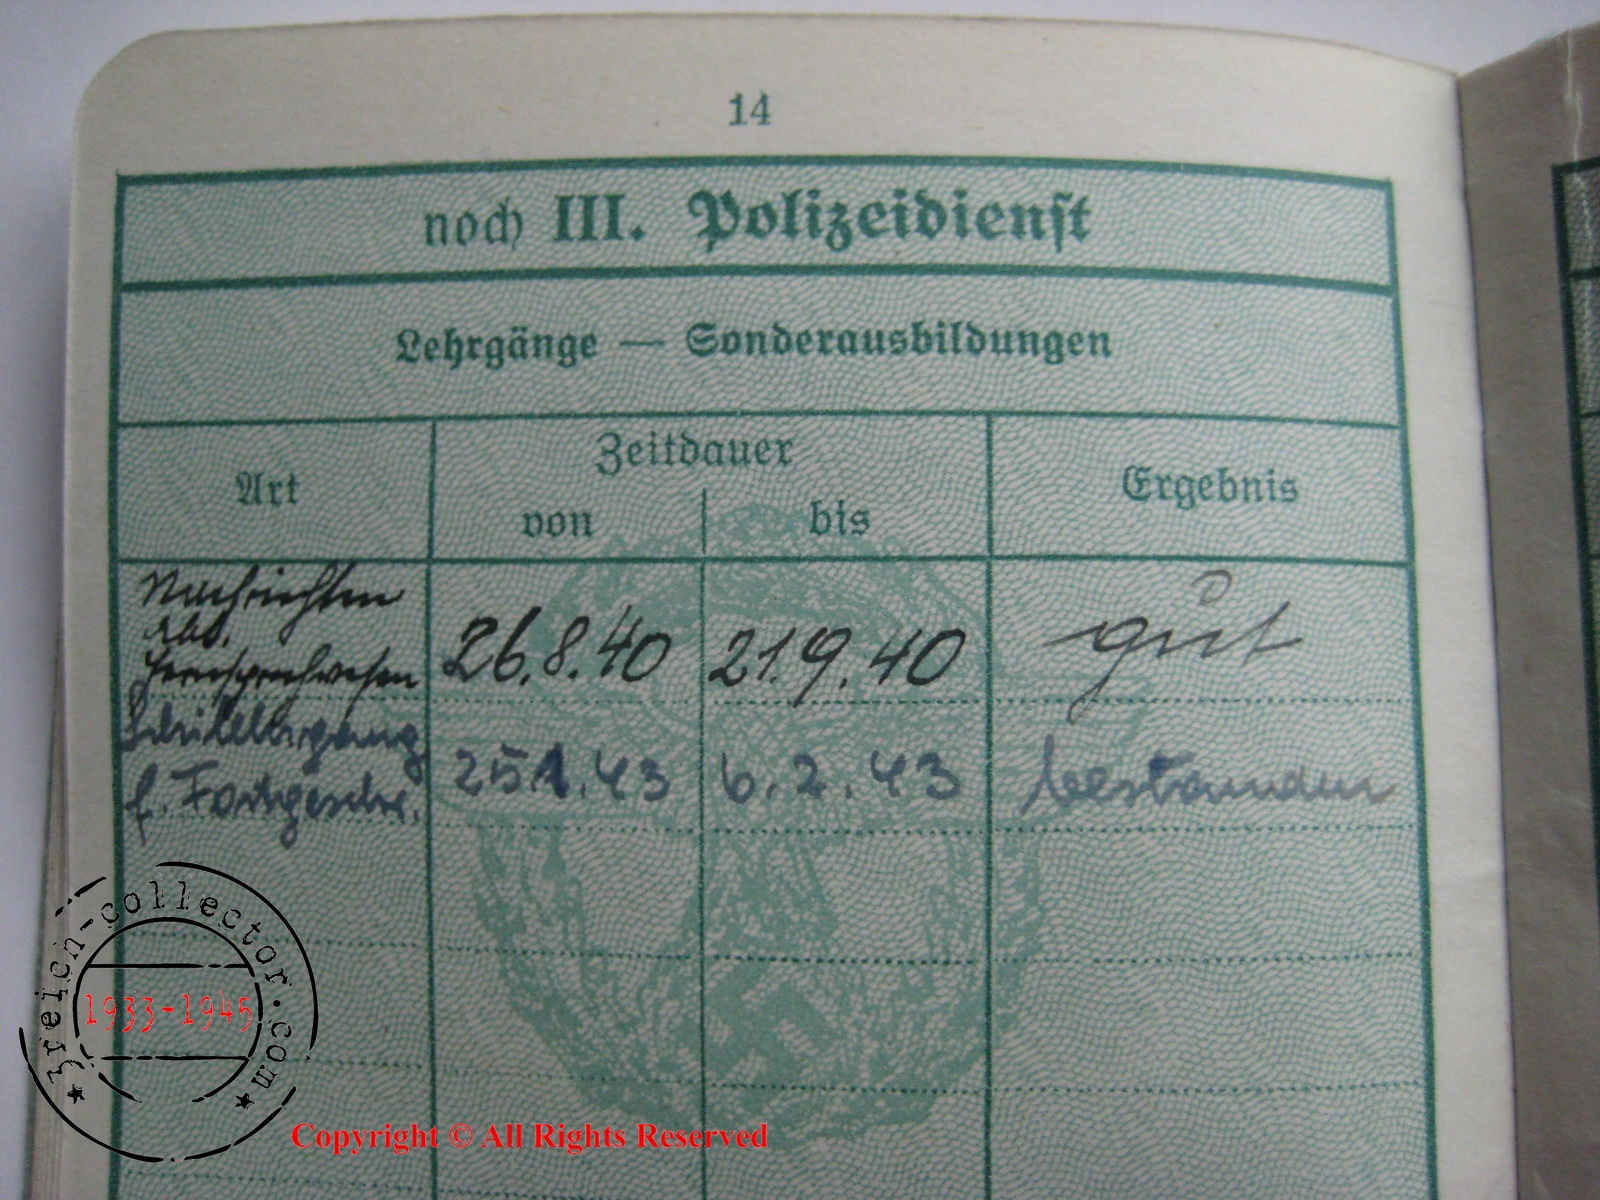 14
noch III. Polizeidienst
Lehrgänge — Sonderausbildungen
Art
Zeitdauer
von
bis
Ergebnis
Nachrichten
Fernsprechwesen
26.8.40
21.9.40
gut
f. Fortgeschr.
25.1.43
6.2.43
bestanden
3reich-collector.com
1933-1945
Copyright © All Rights Reserved